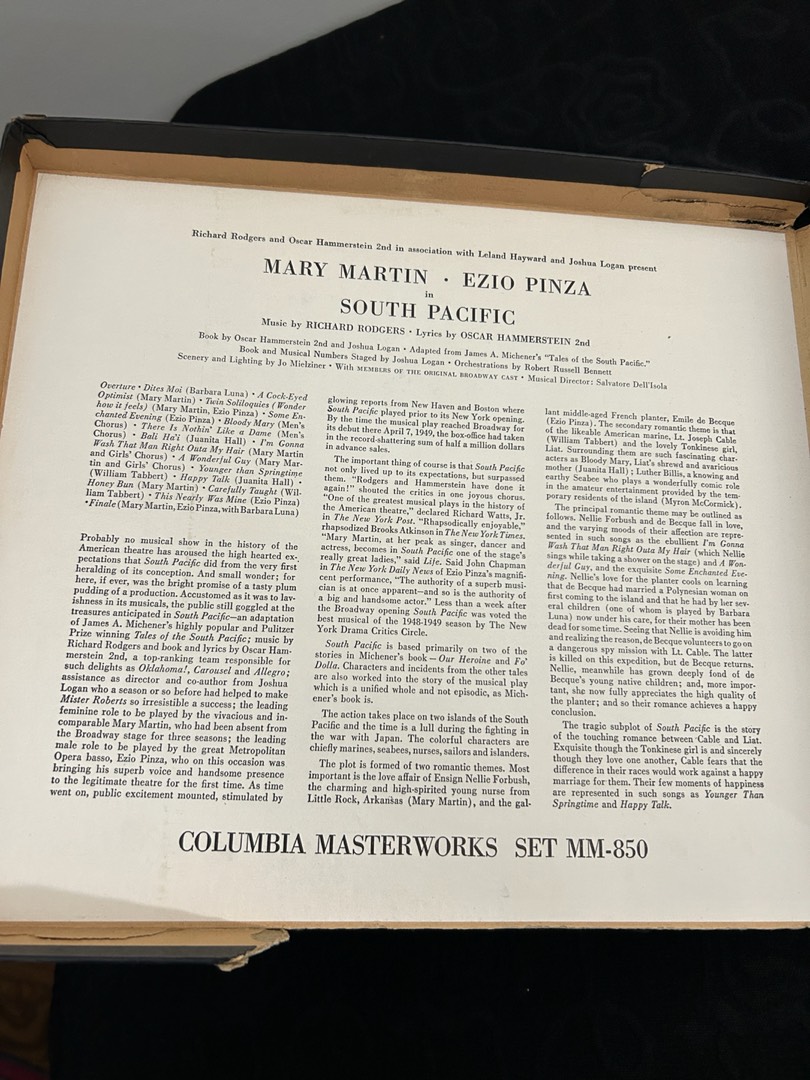 Richard Rodgers and Oscar Hammerstein 2nd in association with Leland Hayward and Joshua Logan present
MARY MARTIN · EZIO PINZA
in
SOUTH PACIFIC
Music by RICHARD RODGERS · Lyrics by OSCAR HAMMERSTEIN 2nd
Book by Oscar Hammerstein 2nd and Joshua Logan · Adapted from James A. Michener's "Tales of the South Pacific."
Book and Musical Numbers Staged by Joshua Logan · Orchestrations by Robert Russell Bennett
Scenery and Lighting by Jo Mielziner · With MEMBERS OF THE ORIGINAL BROADWAY CAST · Musical Director: Salvatore Dell'Isola
Overture · Dites Moi (Barbara Luna) · A Cock-Eyed
Optimist (Mary Martin) · Twin Soliloquies (Wonder
how it feels) (Mary Martin, Ezio Pinza) · Some En-
chanted Evening (Ezio Pinza) · Bloody Mary (Men's
Chorus) · There Is Nothin' Like a Dame (Men's
Chorus) · Bali Ha'i (Juanita Hall) · I'm Gonna
Wash That Man Right Outa My Hair (Mary Martin
and Girls' Chorus) · A Wonderful Guy (Mary Mar-
tin and Girls' Chorus) · Younger than Springtime
(William Tabbert) · Happy Talk (Juanita Hall) ·
Honey Bun (Mary Martin) · Carefully Taught (Wil-
liam Tabbert) · This Nearly Was Mine (Ezio Pinza)
· Finale (Mary Martin, Ezio Pinza, with Barbara Luna)
Probably no musical show in the history of the
American theatre has aroused the high hearted ex-
pectations that South Pacific did from the very first
heralding of its conception. And small wonder; for
here, if ever, was the bright promise of a tasty plum
pudding of a production. Accustomed as it was to lav-
ishness in its musicals, the public still goggled at the
treasures anticipated in South Pacific—an adaptation
of James A. Michener's highly popular and Pulitzer
Prize winning Tales of the South Pacific; music by
Richard Rodgers and book and lyrics by Oscar Ham-
merstein 2nd, a top-ranking team responsible for
such delights as Oklahoma!, Carousel and Allegro;
assistance as director and co-author from Joshua
Logan who a season or so before had helped to make
Mister Roberts so irresistible a success; the leading
feminine role to be played by the vivacious and in-
comparable Mary Martin, who had been absent from
the Broadway stage for three seasons; the leading
male role to be played by the great Metropolitan
Opera basso, Ezio Pinza, who on this occasion was
bringing his superb voice and handsome presence
to the legitimate theatre for the first time. As time
went on, public excitement mounted, stimulated by
glowing reports from New Haven and Boston where
South Pacific played prior to its New York opening.
By the time the musical play reached Broadway for
its debut there April 7, 1949, the box-office had taken
in the record-shattering sum of half a million dollars
in advance sales.
The important thing of course is that South Pacific
not only lived up to its expectations, but surpassed
them. "Rodgers and Hammerstein have done it
again!" shouted the critics in one joyous chorus.
"One of the greatest musical plays in the history of
the American theatre," declared Richard Watts, Jr.
in The New York Post. "Rhapsodically enjoyable,"
rhapsodized Brooks Atkinson in The New York Times.
"Mary Martin, at her peak as singer, dancer and
actress, becomes in South Pacific one of the stage's
really great ladies," said Life. Said John Chapman
in The New York Daily News of Ezio Pinza's magnifi-
cent performance, "The authority of a superb musi-
cian is at once apparent—and so is the authority of
a big and handsome actor." Less than a week after
the Broadway opening South Pacific was voted the
best musical of the 1948-1949 season by The New
York Drama Critics Circle.
South Pacific is based primarily on two of the
stories in Michener's book—Our Heroine and Fo'
Dolla. Characters and incidents from the other tales
are also worked into the story of the musical play
which is a unified whole and not episodic, as Mich-
ener's book is.
The action takes place on two islands of the South
Pacific and the time is a lull during the fighting in
the war with Japan. The colorful characters are
chiefly marines, seabees, nurses, sailors and islanders.
The plot is formed of two romantic themes. Most
important is the love affair of Ensign Nellie Forbush,
the charming and high-spirited young nurse from
Little Rock, Arkansas (Mary Martin), and the gal-
lant middle-aged French planter, Emile de Becque
(Ezio Pinza). The secondary romantic theme is that
of the likeable American marine, Lt. Joseph Cable
(William Tabbert) and the lovely Tonkinese girl,
Liat. Surrounding them are such fascinating char-
acters as Bloody Mary, Liat's shrewd and avaricious
mother (Juanita Hall); Luther Billis, a knowing and
earthy Seabee who plays a wonderfully comic role
in the amateur entertainment provided by the tem-
porary residents of the island (Myron McCormick).
The principal romantic theme may be outlined as
follows. Nellie Forbush and de Becque fall in love,
and the varying moods of their affection are repre-
sented in such songs as the ebullient I'm Gonna
Wash That Man Right Outa My Hair (which Nellie
sings while taking a shower on the stage) and A Won-
derful Guy, and the exquisite Some Enchanted Eve-
ning. Nellie's love for the planter cools on learning
that de Becque had married a Polynesian woman on
first coming to the island and that he had by her sev-
eral children (one of whom is played by Barbara
Luna) now under his care, for their mother has been
dead for some time. Seeing that Nellie is avoiding him
and realizing the reason, de Becque volunteers to go on
a dangerous spy mission with Lt. Cable. The latter
is killed on this expedition, but de Becque returns.
Nellie, meanwhile has grown deeply fond of de
Becque's young native children; and, more impor-
tant, she now fully appreciates the high quality of
the planter; and so their romance achieves a happy
conclusion.
The tragic subplot of South Pacific is the story
of the touching romance between Cable and Liat.
Exquisite though the Tonkinese girl is and sincerely
though they love one another, Cable fears that the
difference in their races would work against a happy
marriage for them. Their few moments of happiness
are represented in such songs as Younger Than
Springtime and Happy Talk.
COLUMBIA MASTERWORKS SET MM-850